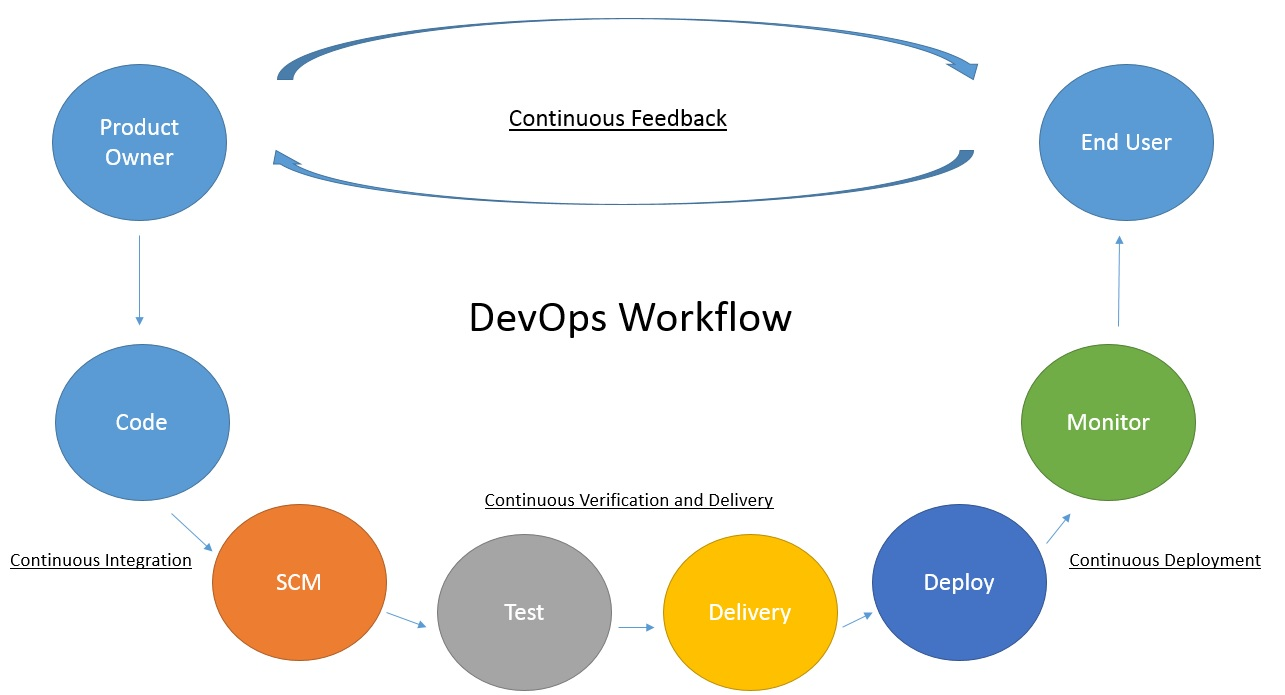 Continuous Feedback
Product
Owner
End User
DevOps Workflow
Code
Monitor
Continuous Verification and Delivery
Continuous Integration
Continuous Deployment
SCM
Test
Delivery
Deploy